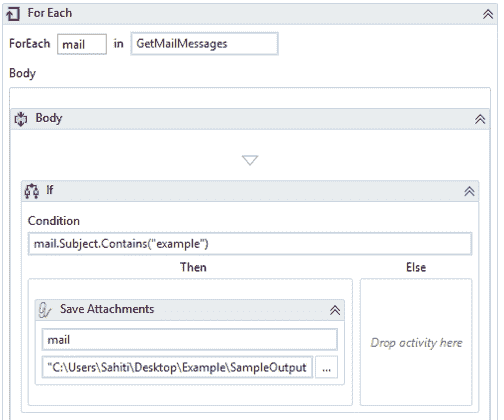 For Each
ForEach mail in GetMailMessages
Body
Body
If
Condition
mail.Subject.Contains("example")
Then Else
Save Attachments
mail
"C:\Users\Sahiti\Desktop\Example\SampleOutput ...
Drop activity here